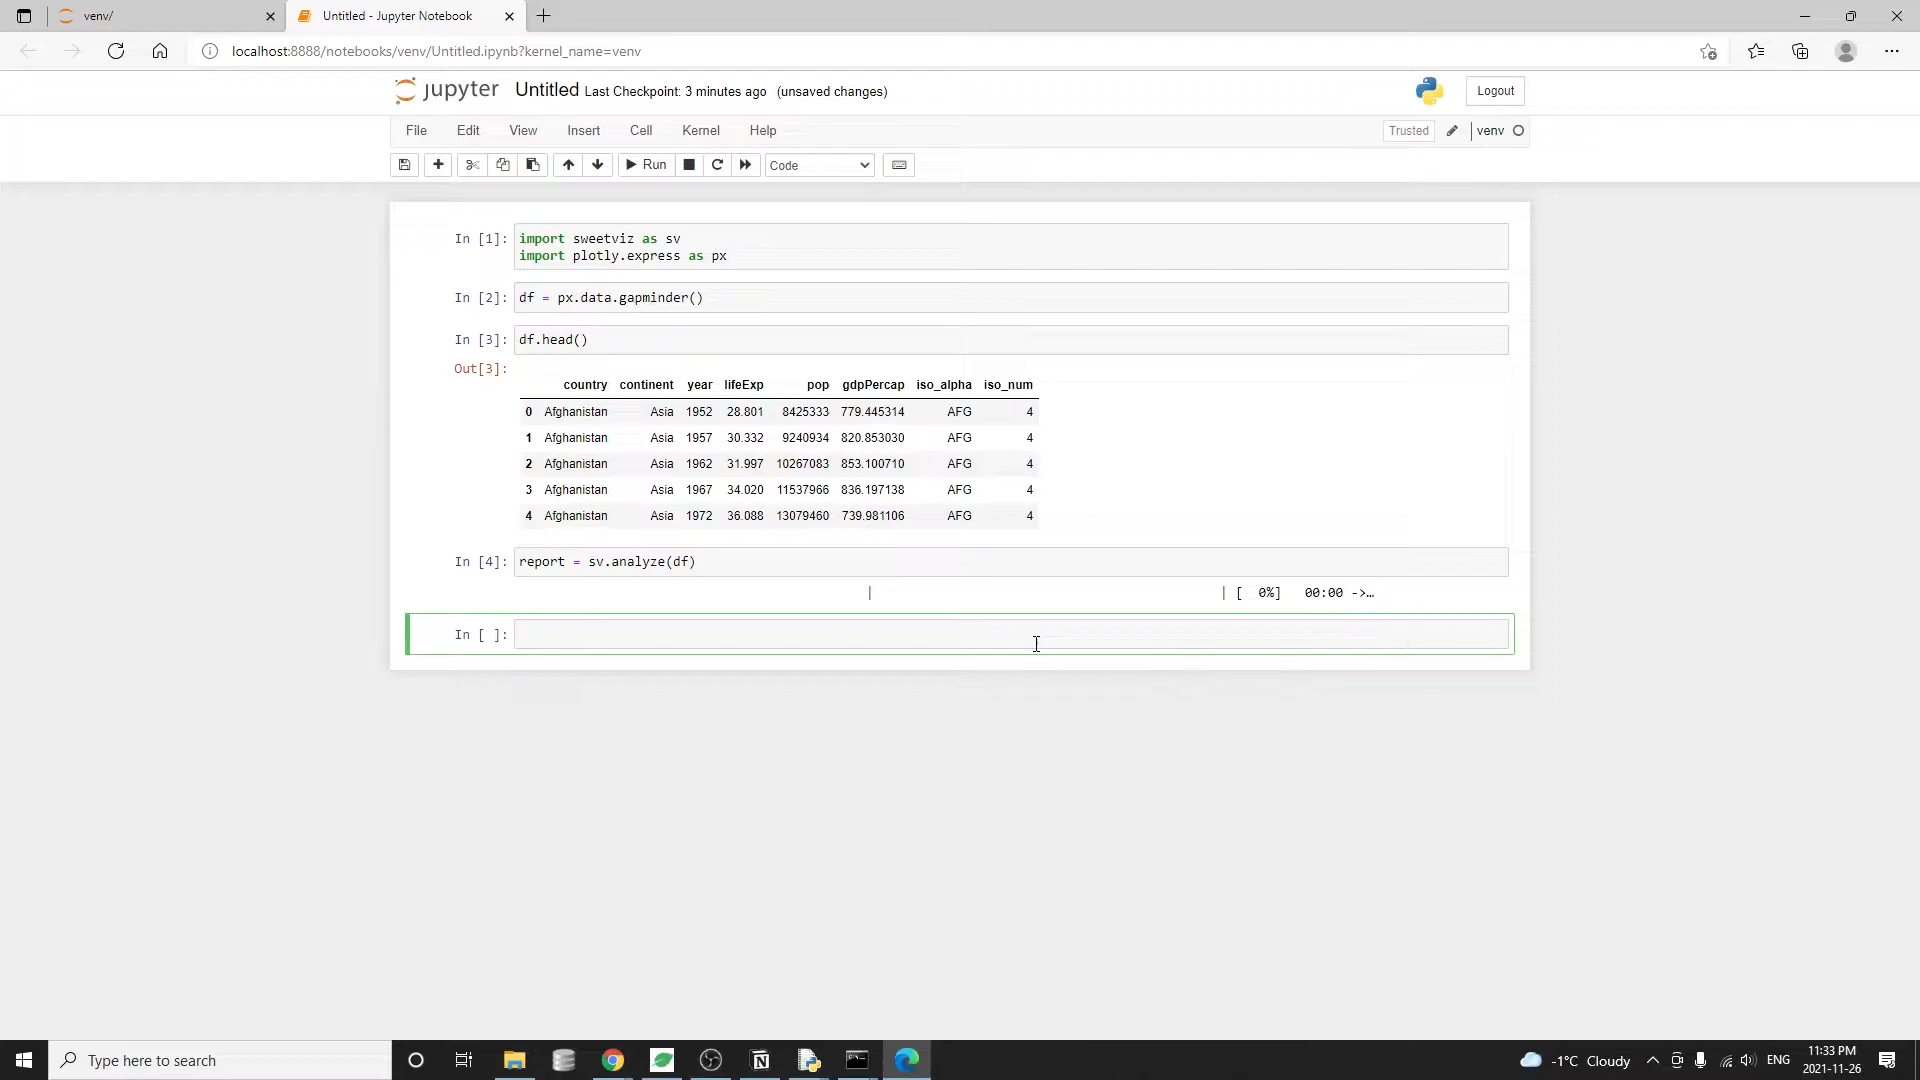 venv/
Untitled - Jupyter Notebook
localhost:8888/notebooks/venv/Untitled.ipynb?kernel_name=venv
jupyter Untitled Last Checkpoint: 3 minutes ago (unsaved changes)
Logout
File Edit View Insert Cell Kernel Help
Trusted venv
Run Code
In [1]: import sweetviz as sv
import plotly.express as px
In [2]: df = px.data.gapminder()
In [3]: df.head()
Out[3]:
country continent year lifeExp pop gdpPercap iso_alpha iso_num
0 Afghanistan Asia 1952 28.801 8425333 779.445314 AFG 4
1 Afghanistan Asia 1957 30.332 9240934 820.853030 AFG 4
2 Afghanistan Asia 1962 31.997 10267083 853.100710 AFG 4
3 Afghanistan Asia 1967 34.020 11537966 836.197138 AFG 4
4 Afghanistan Asia 1972 36.088 13079460 739.981106 AFG 4
In [4]: report = sv.analyze(df)
| | [ 0%] 00:00 ->…
In [ ]:
Type here to search
-1°C Cloudy
ENG
11:33 PM
2021-11-26